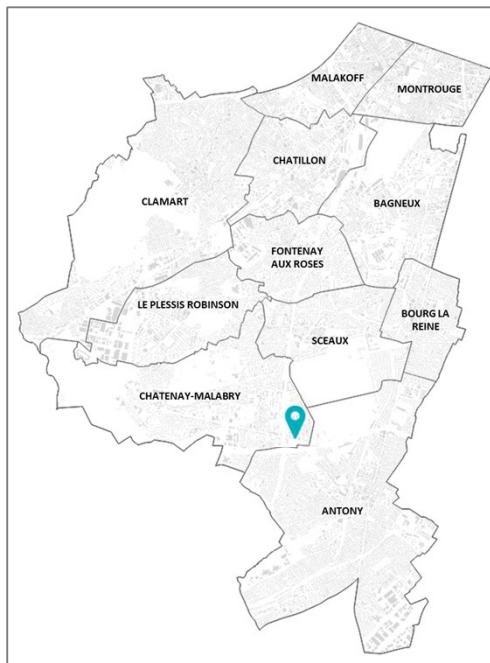 MALAKOFF
MONTROUGE
CHATILLON
CLAMART
BAGNEUX
FONTENAY
AUX ROSES
LE PLESSIS ROBINSON
BOURG LA
REINE
SCEAUX
CHATENAY-MALABRY
ANTONY